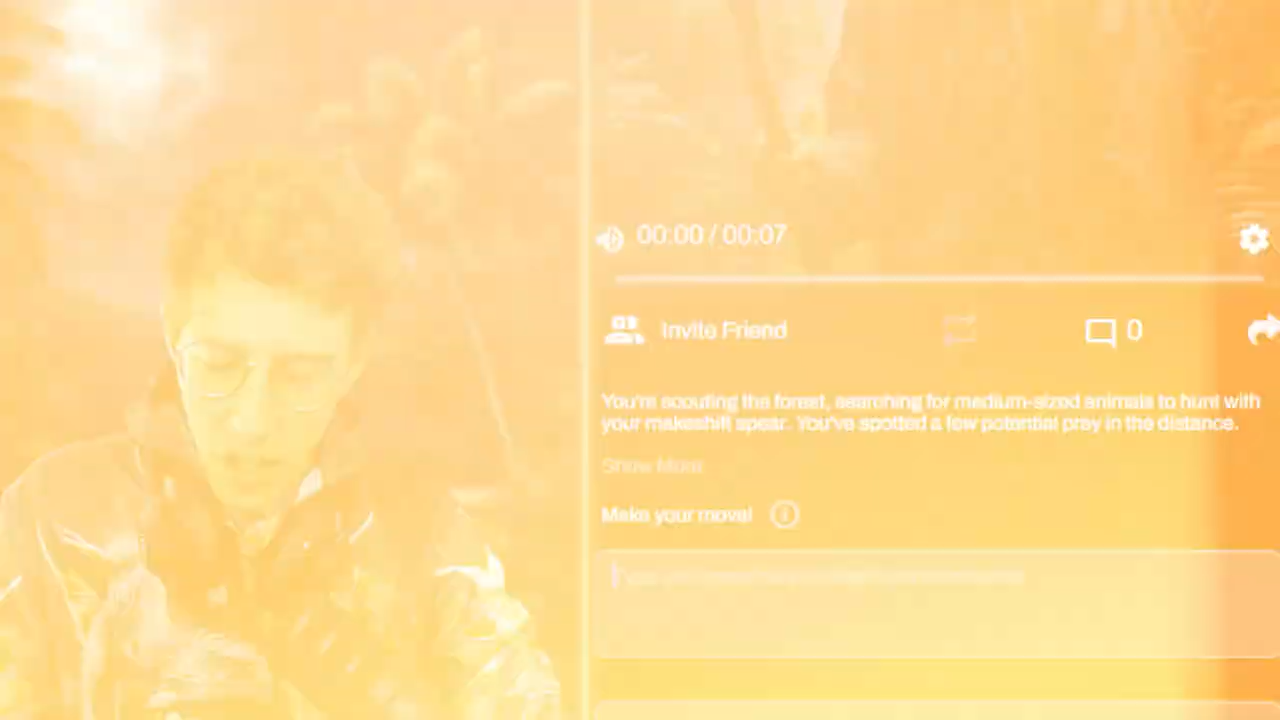 00:00 / 00:07
Invite Friend
0
You're scouting the forest, searching for medium-sized animals to hunt with
your makeshift spear. You've spotted a few potential prey in the distance.
Show More
Make your move!